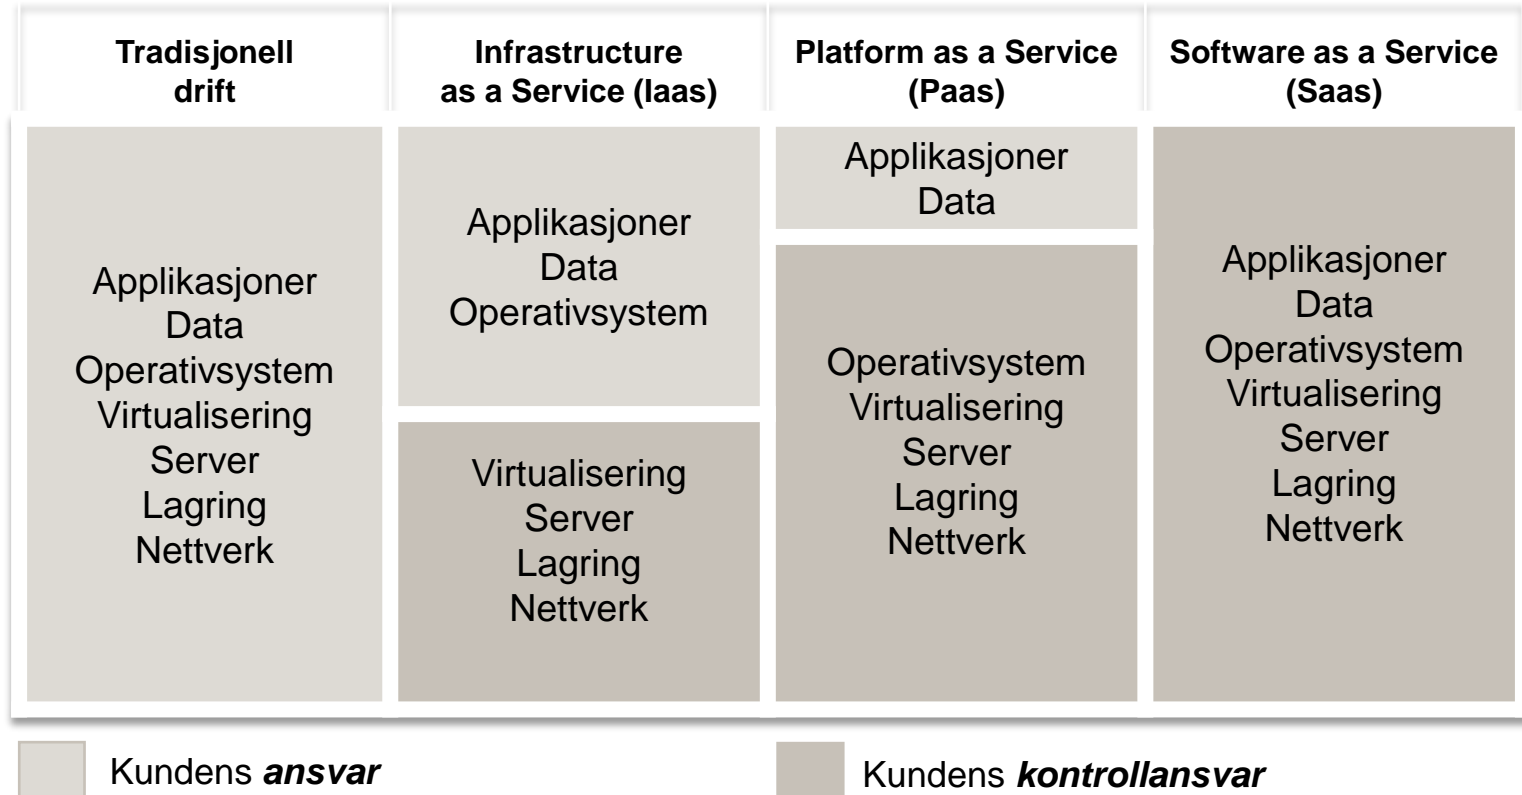 Tradisjonell
drift
Infrastructure
as a Service (Iaas)
Platform as a Service
(Paas)
Software as a Service
(Saas)
Applikasjoner
Data
Operativsystem
Virtualisering
Server
Lagring
Nettverk
Applikasjoner
Data
Operativsystem
Virtualisering
Server
Lagring
Nettverk
Applikasjoner
Data
Operativsystem
Virtualisering
Server
Lagring
Nettverk
Applikasjoner
Data
Operativsystem
Virtualisering
Server
Lagring
Nettverk
Kundens ansvar
Kundens kontrollansvar